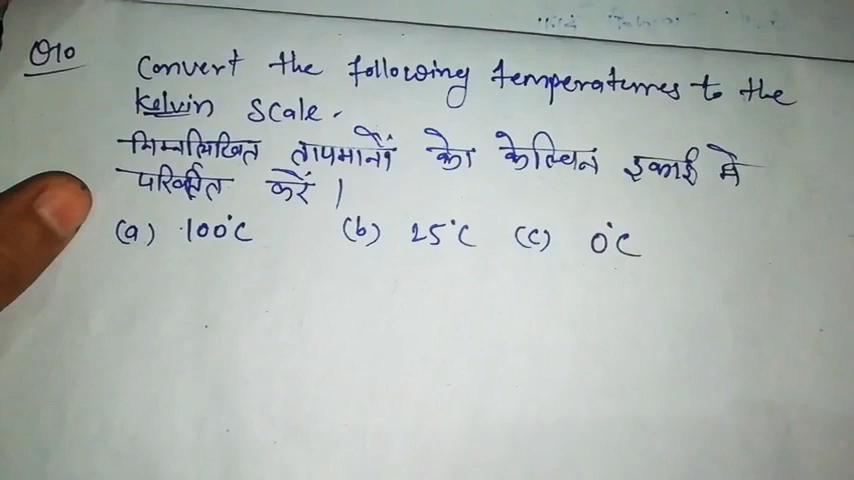 Q10 Convert the following temperatures to the
Kelvin Scale.
निम्नलिखित तापमानों को केल्विन इकाई मे
परिवर्तित करें।
(a) 100°C (b) 25°C (c) 0°C